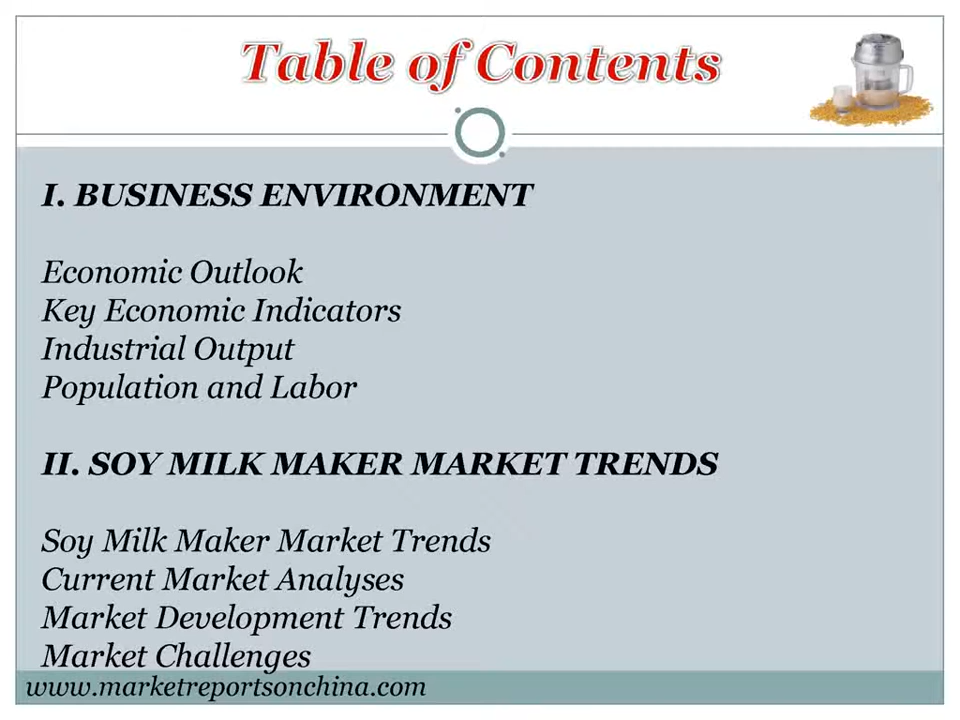 Table of Contents
I. BUSINESS ENVIRONMENT
Economic Outlook
Key Economic Indicators
Industrial Output
Population and Labor
II. SOY MILK MAKER MARKET TRENDS
Soy Milk Maker Market Trends
Current Market Analyses
Market Development Trends
Market Challenges
www.marketreportsonchina.com